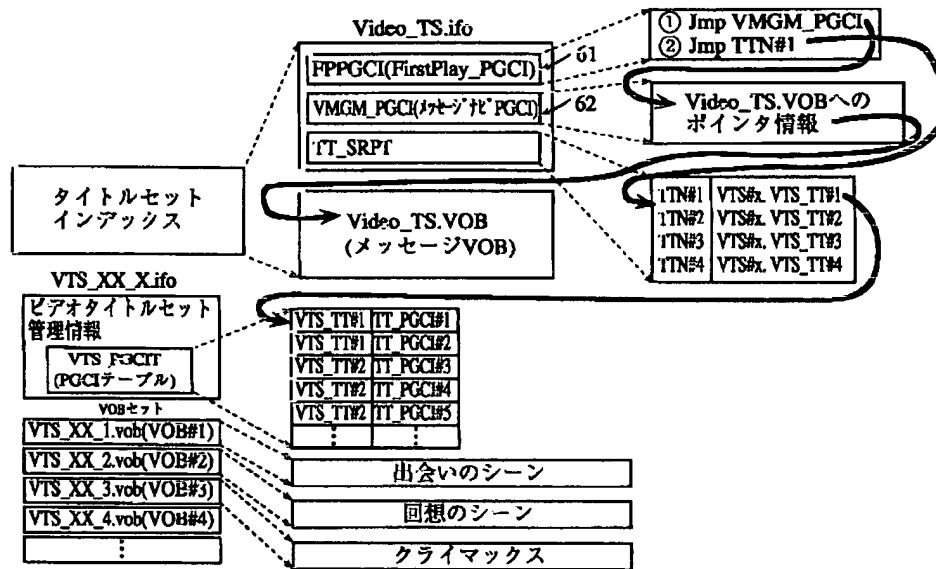 Video_TS.ifo
FPPGCI(FirstPlay_PGCI)
61
VMGM_PGCI(メッセージナビPGCI)
62
TT_SRPT
① Jmp VMGM_PGCI
② Jmp TTN#1
Video_TS.VOBへの
ポインタ情報
タイトルセット
インデックス
Video_TS.VOB
(メッセージVOB)
TTN#1 VTS#x. VTS_TT#1
TTN#2 VTS#x. VTS_TT#2
TTN#3 VTS#x. VTS_TT#3
TTN#4 VTS#x. VTS_TT#4
VTS_XX_X.ifo
ビデオタイトルセット
管理情報
VTS_PGCIT
(PGCIテーブル)
VTS_TT#1 TT_PGCI#1
VTS_TT#1 TT_PGCI#2
VTS_TT#2 TT_PGCI#3
VTS_TT#2 TT_PGCI#4
VTS_TT#2 TT_PGCI#5
⋮ ⋮
VOBセット
VTS_XX_1.vob(VOB#1)
VTS_XX_2.vob(VOB#2)
VTS_XX_3.vob(VOB#3)
VTS_XX_4.vob(VOB#4)
⋮
出会いのシーン
回想のシーン
クライマックス